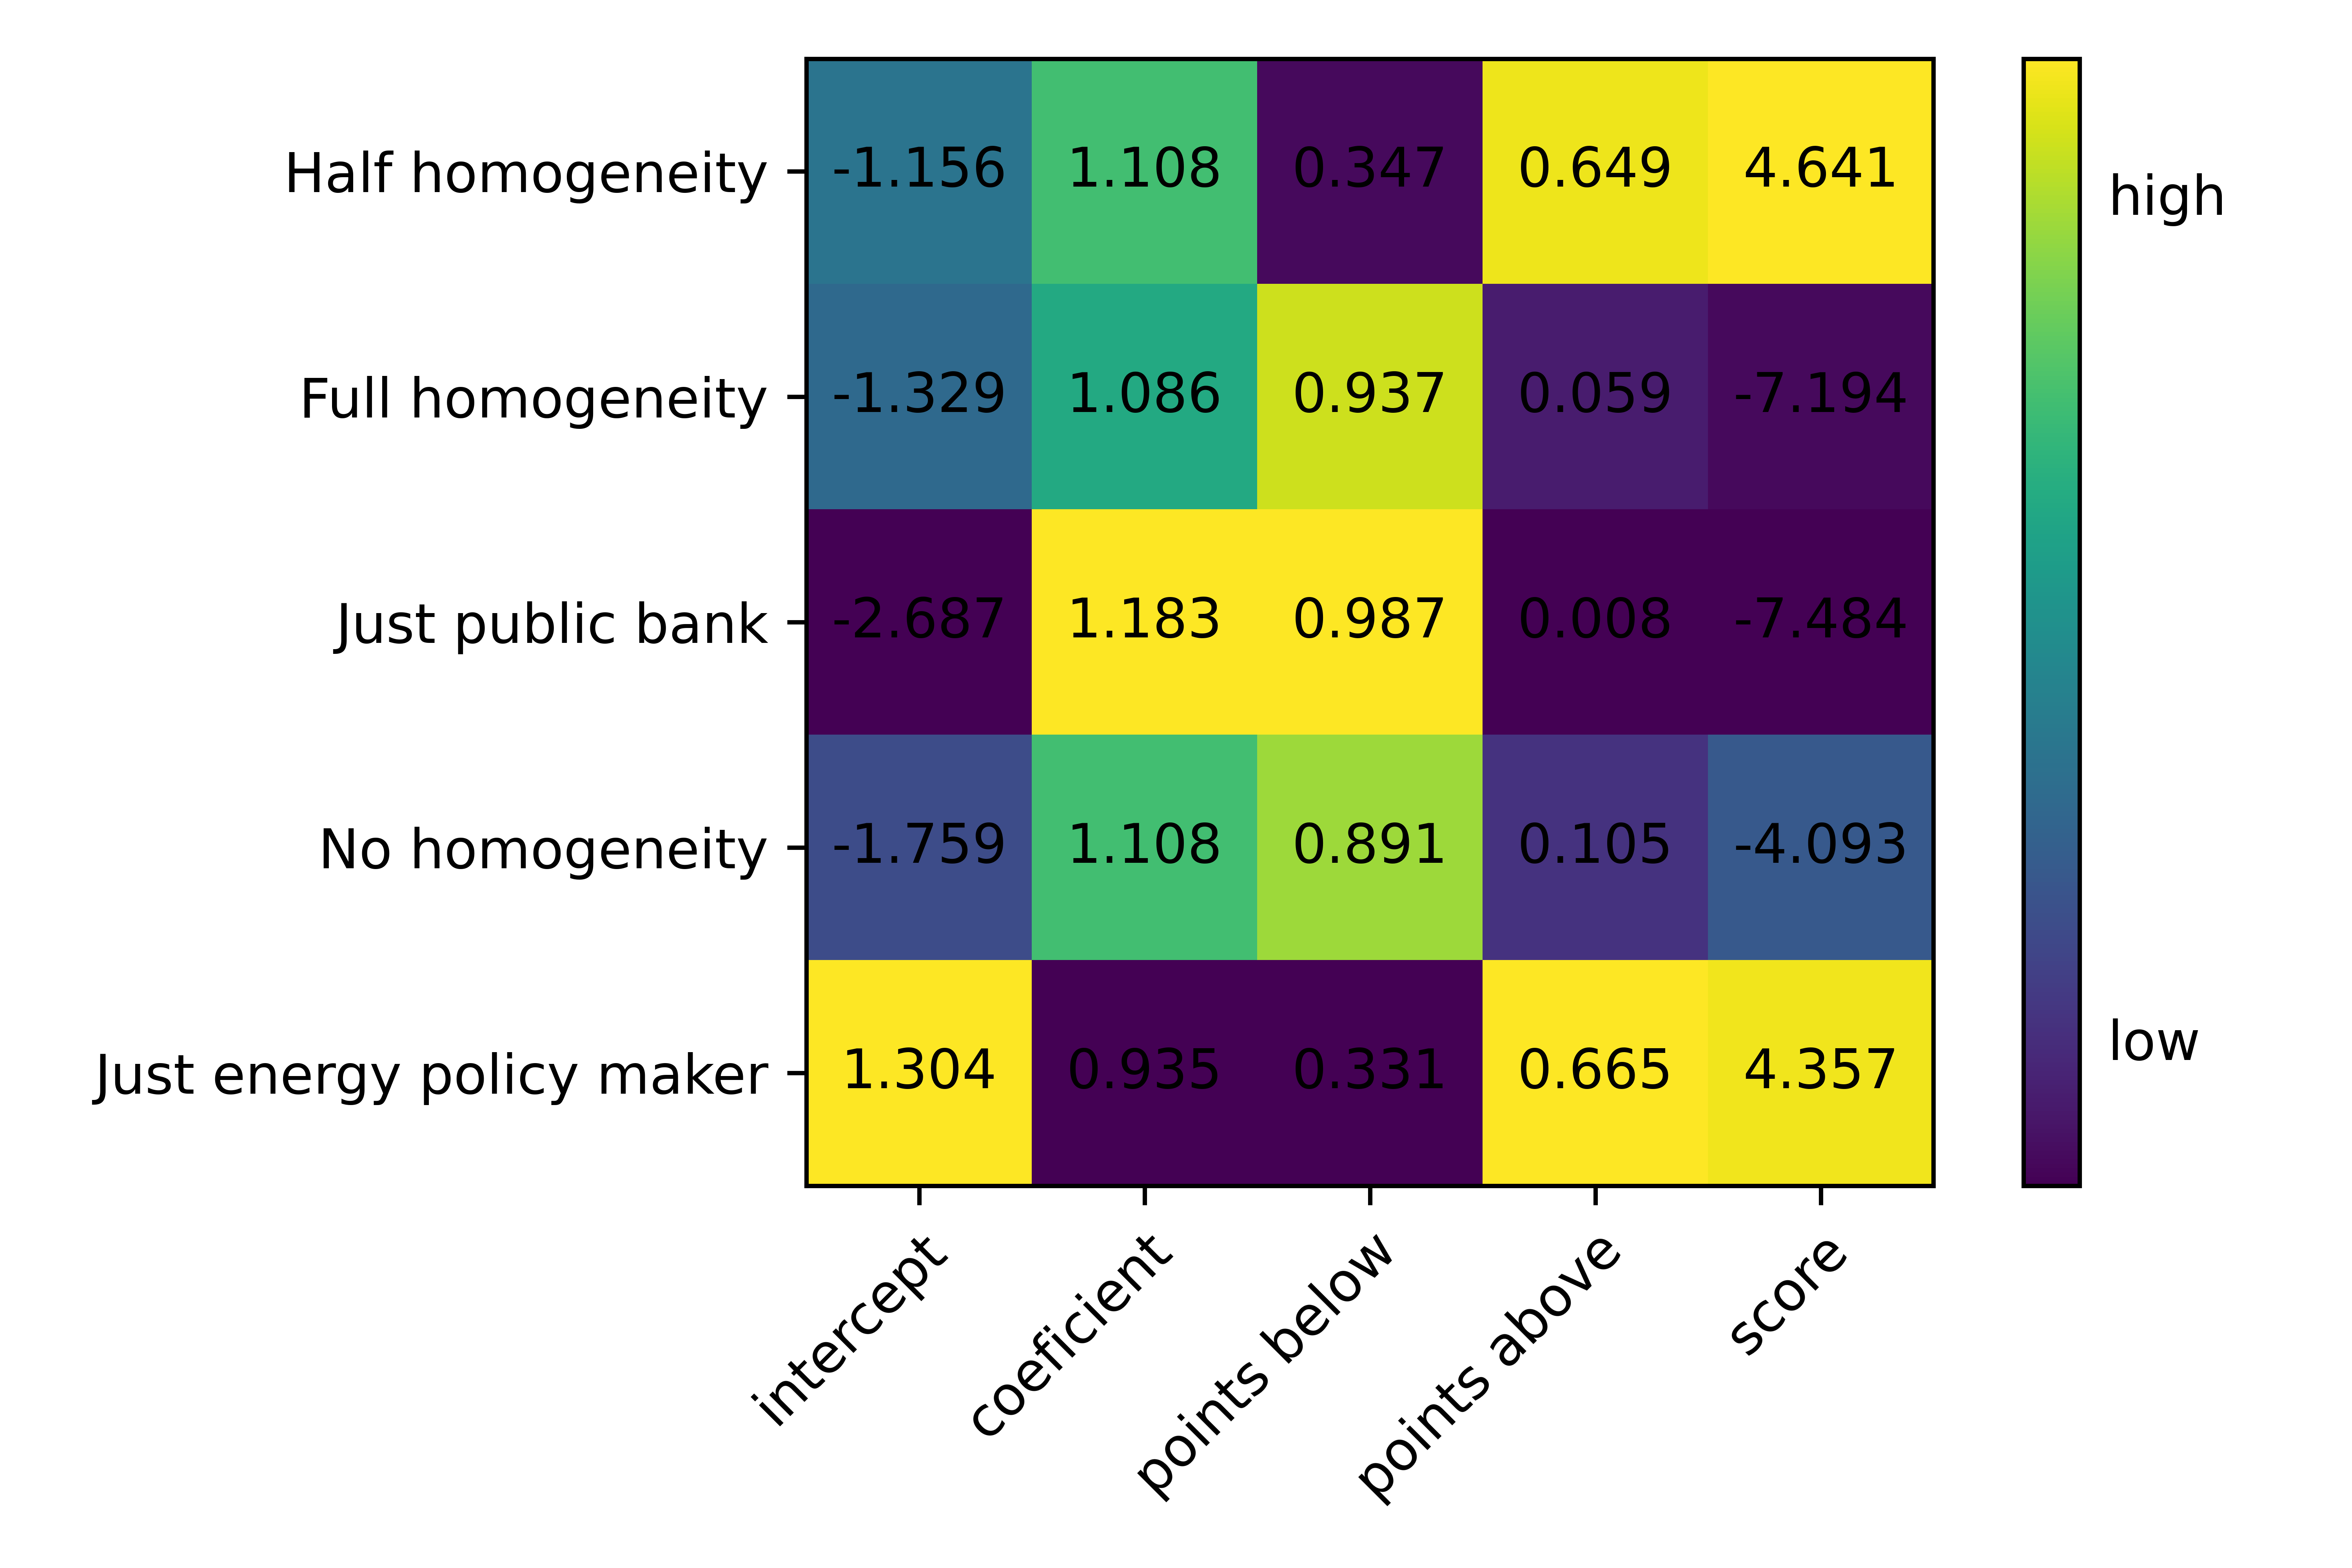 Half homogeneity -1.156 1.108 0.347 0.649 4.641
high
Full homogeneity -1.329 1.086 0.937 0.059 -7.194
Just public bank -2.687 1.183 0.987 0.008 -7.484
No homogeneity -1.759 1.108 0.891 0.105 -4.093
low
Just energy policy maker 1.304 0.935 0.331 0.665 4.357
intercept
coeficient
points below
points above
score